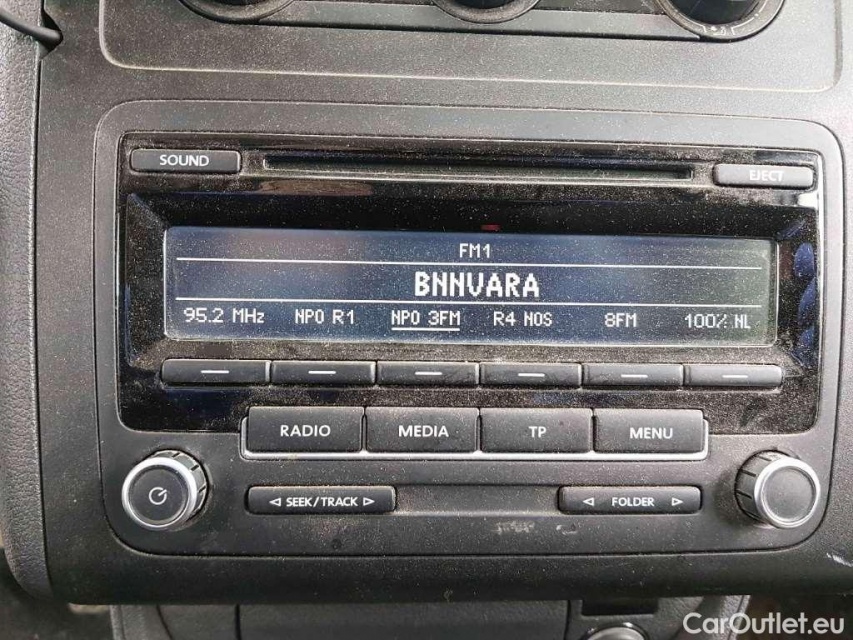 SOUND
EJECT
FM1
BNNVARA
95.2 MHz NPO R1 NPO 3FM R4 NOS 8FM 100% NL
RADIO MEDIA TP MENU
◁ SEEK/TRACK ▷ ◁ FOLDER ▷
CarOutlet.eu